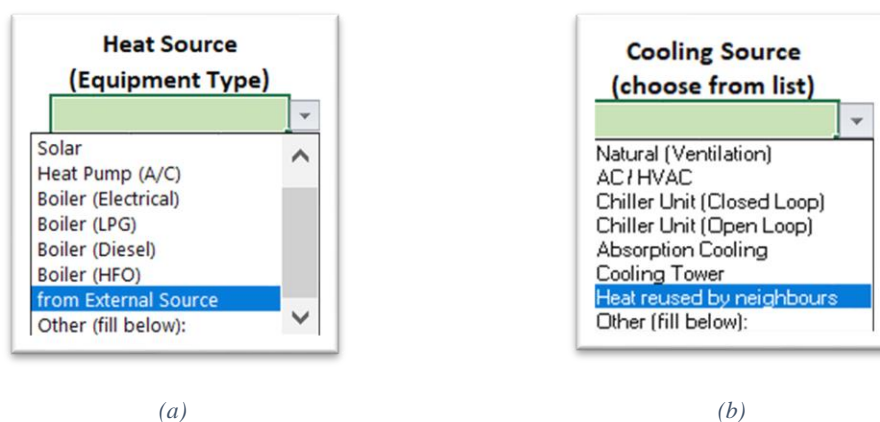 Heat Source
(Equipment Type)
Solar
Heat Pump (A/C)
Boiler (Electrical)
Boiler (LPG)
Boiler (Diesel)
Boiler (HFO)
from External Source
Other (fill below):
(a)
Cooling Source
(choose from list)
Natural (Ventilation)
AC / HVAC
Chiller Unit (Closed Loop)
Chiller Unit (Open Loop)
Absorption Cooling
Cooling Tower
Heat reused by neighbours
Other (fill below):
(b)